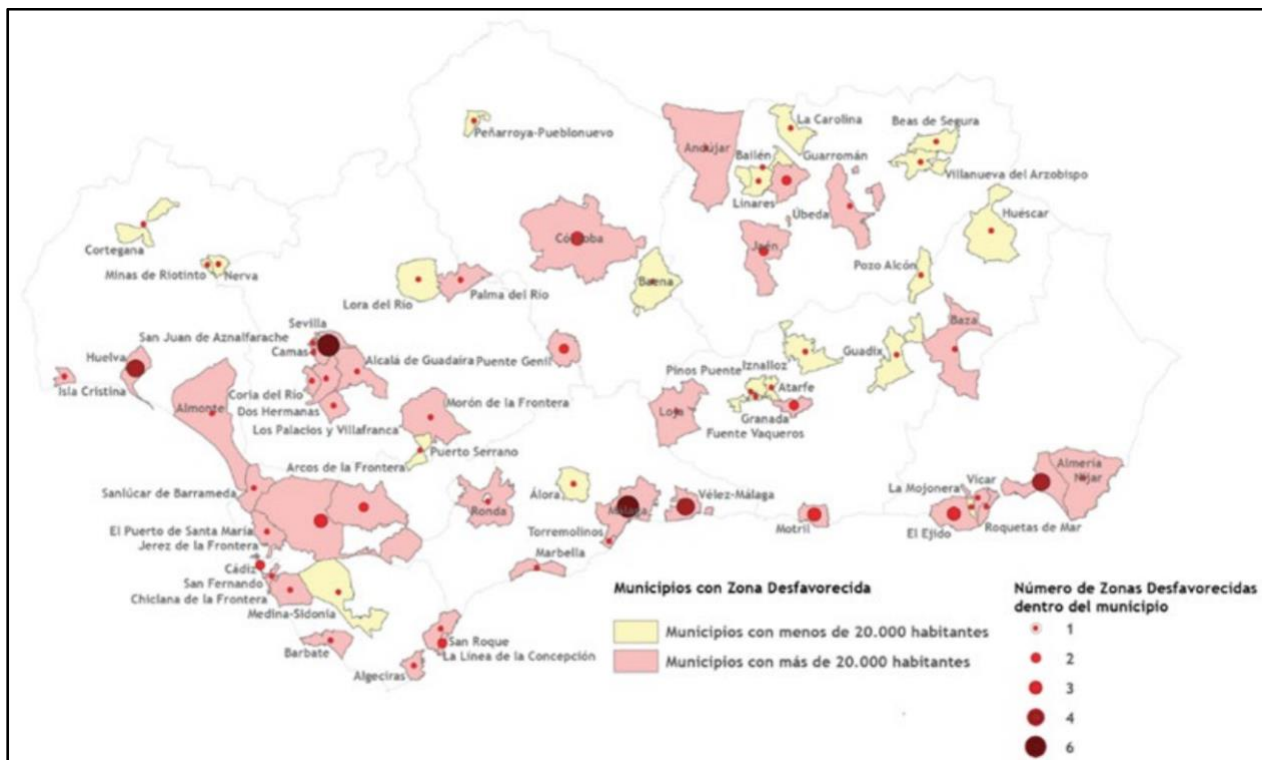 La Carolina
Beas de Segura
Peñarroya-Pueblonuevo
Andújar
Bailén
Guarromán
Villanueva del Arzobispo
Linares
Úbeda
Huéscar
Cortegana
Córdoba
Jaén
Minas de Riotinto
Nerva
Pozo Alcón
Baena
Lora del Río
Palma del Río
Sevilla
Baza
San Juan de Aznalfarache
Huelva
Camas
Alcalá de Guadaira
Puente Genil
Iznalloz
Guadix
Pinos Puente
Isla Cristina
Coria del Río
Atarfe
Almonte
Dos Hermanas
Morón de la Frontera
Loja
Granada
Los Palacios y Villafranca
Fuente Vaqueros
Puerto Serrano
Arcos de la Frontera
Almería
Vícar
Níjar
Sanlúcar de Barrameda
Álora
Vélez-Málaga
La Mojonera
Ronda
Málaga
El Puerto de Santa María
Torremolinos
Motril
Roquetas de Mar
El Ejido
Jerez de la Frontera
Marbella
Cádiz
San Fernando
Chiclana de la Frontera
Medina-Sidonia
Barbate
San Roque
La Línea de la Concepción
Algeciras
Municipios con Zona Desfavorecida
Municipios con menos de 20.000 habitantes
Municipios con más de 20.000 habitantes
Número de Zonas Desfavorecidas
dentro del municipio
1
2
3
4
6